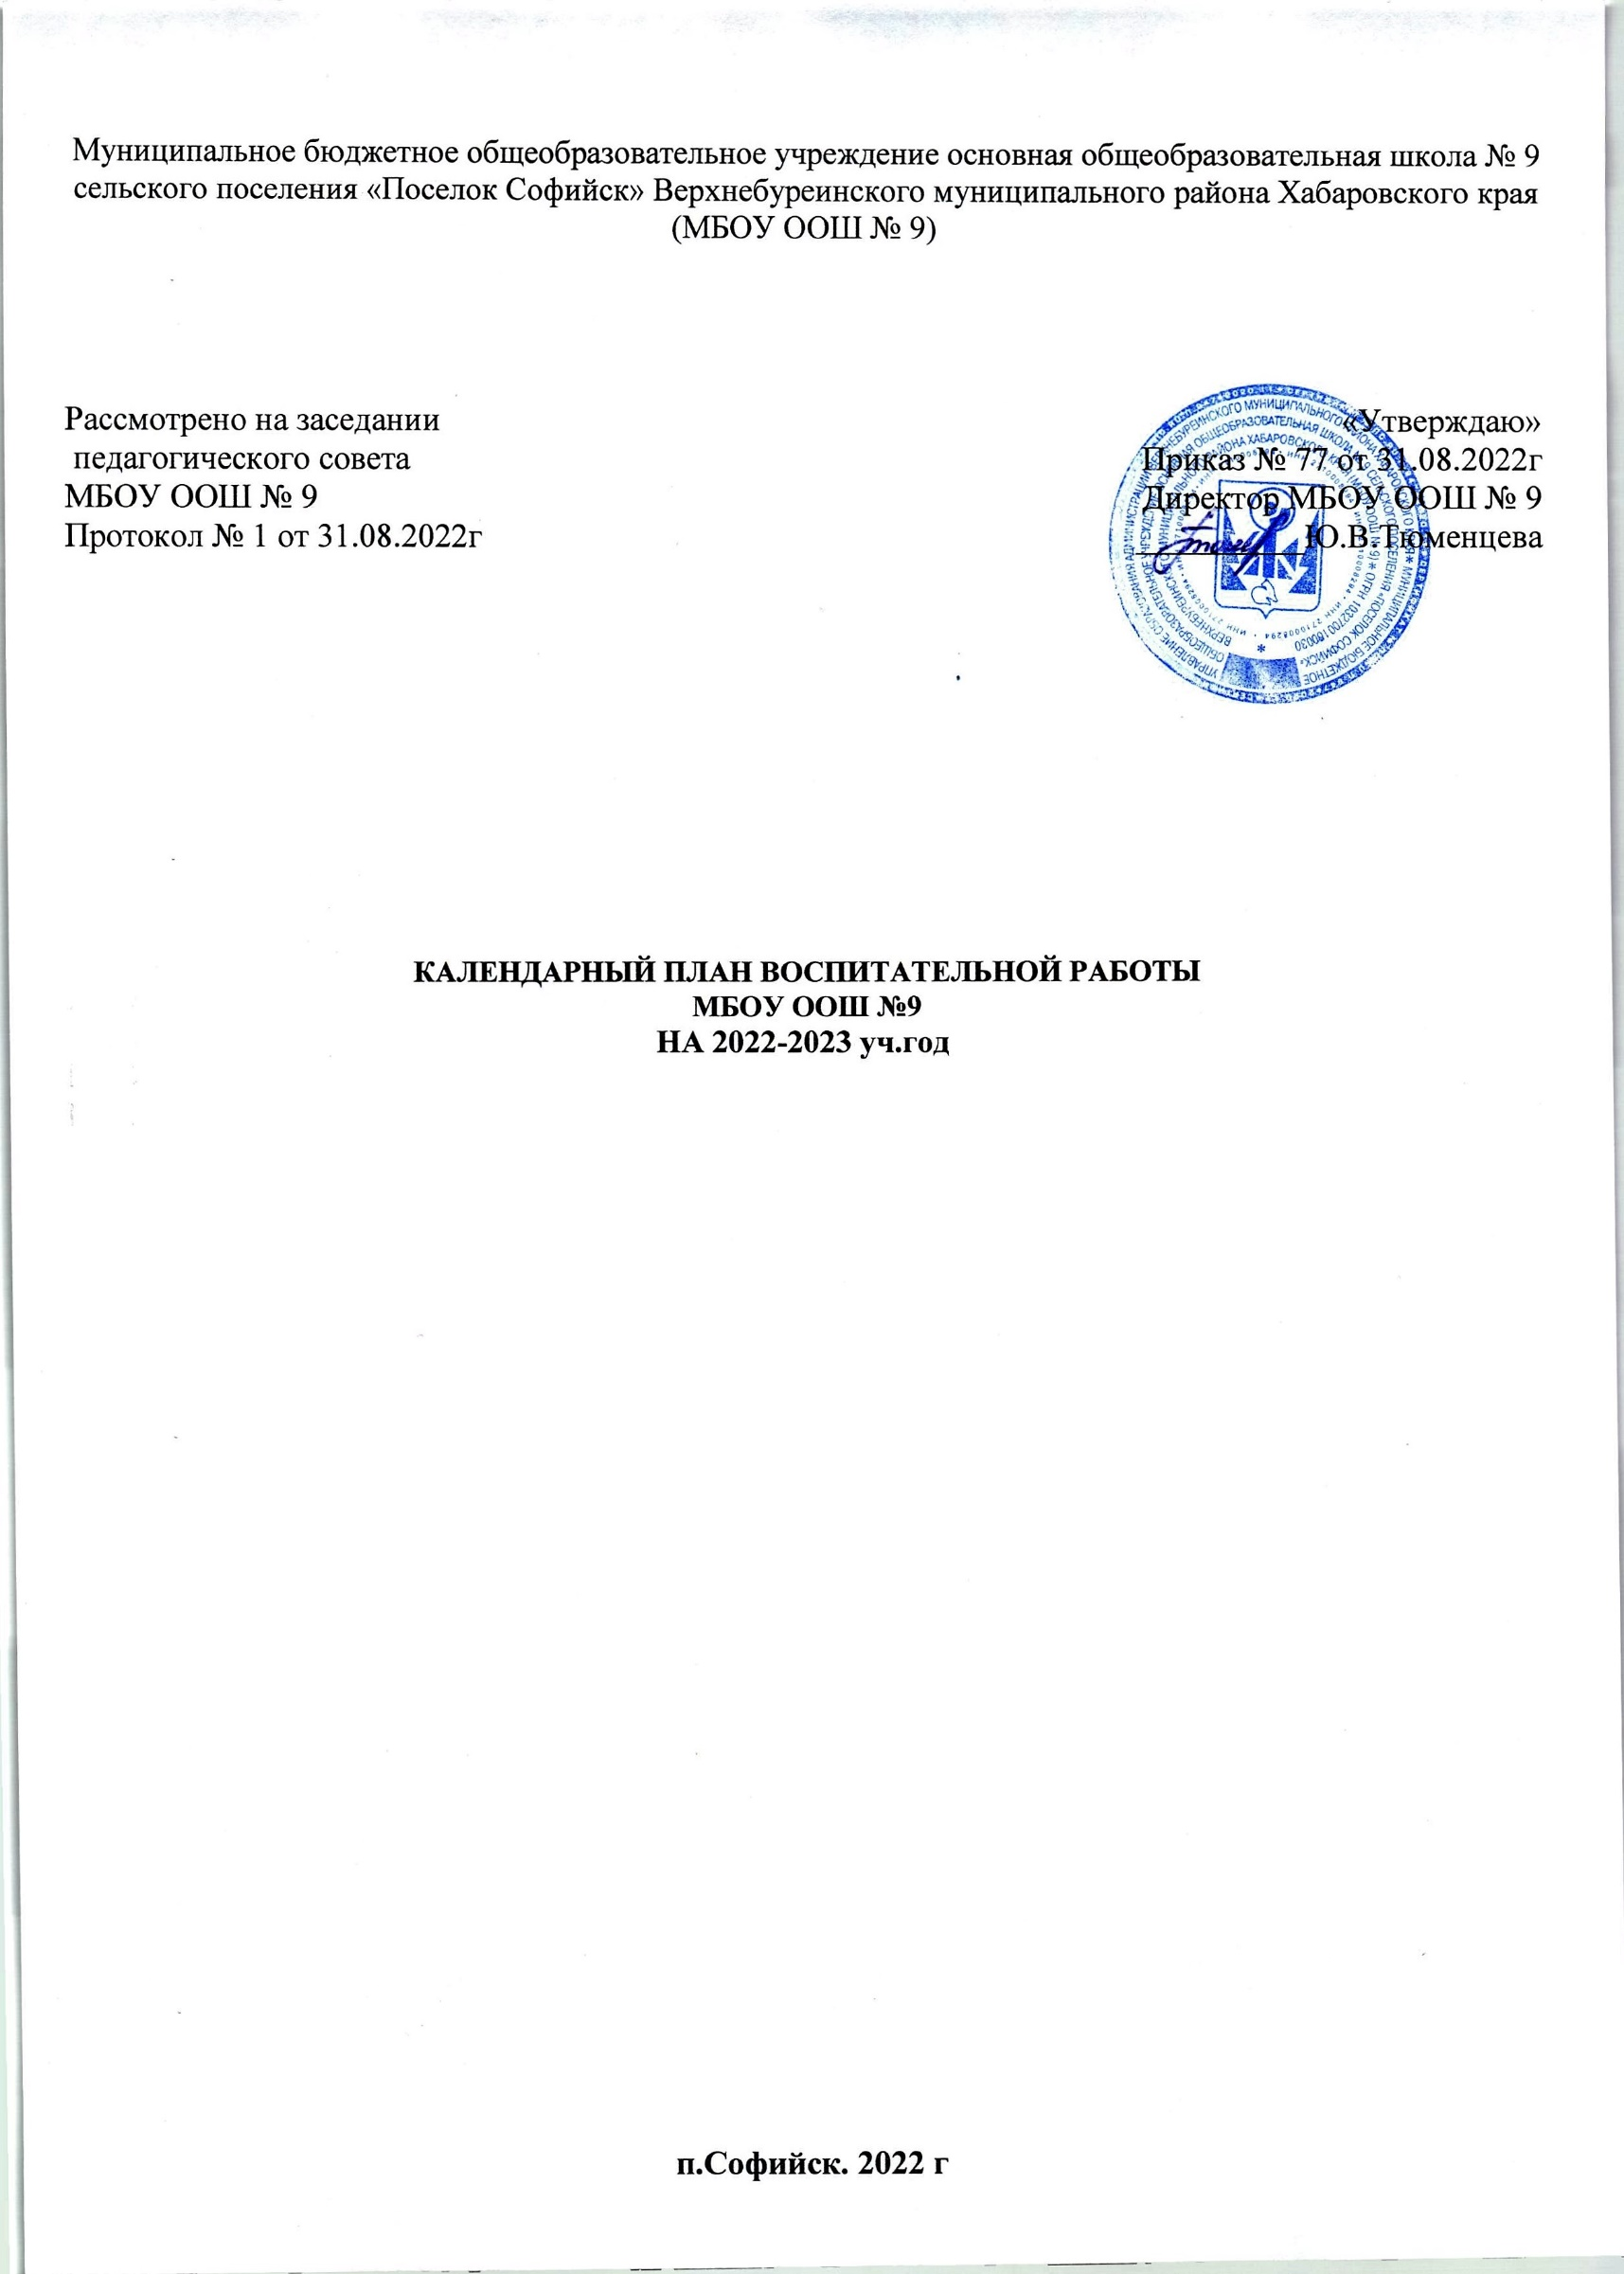 Муниципальное бюджетное общеобразовательное учреждение основная общеобразовательная школа № 9
сельского поселения «Поселок Софийск» Верхнебуреинского муниципального района Хабаровского края
(МБОУ ООШ № 9)
Рассмотрено на заседании
педагогического совета
МБОУ ООШ № 9
Протокол № 1 от 31.08.2022г
«Утверждаю»
Приказ № 77 от 31.08.2022г
Директор МБОУ ООШ № 9
Ю.В.Тюменцева
КАЛЕНДАРНЫЙ ПЛАН ВОСПИТАТЕЛЬНОЙ РАБОТЫ
МБОУ ООШ №9
НА 2022-2023 уч.год
п.Софийск. 2022 г